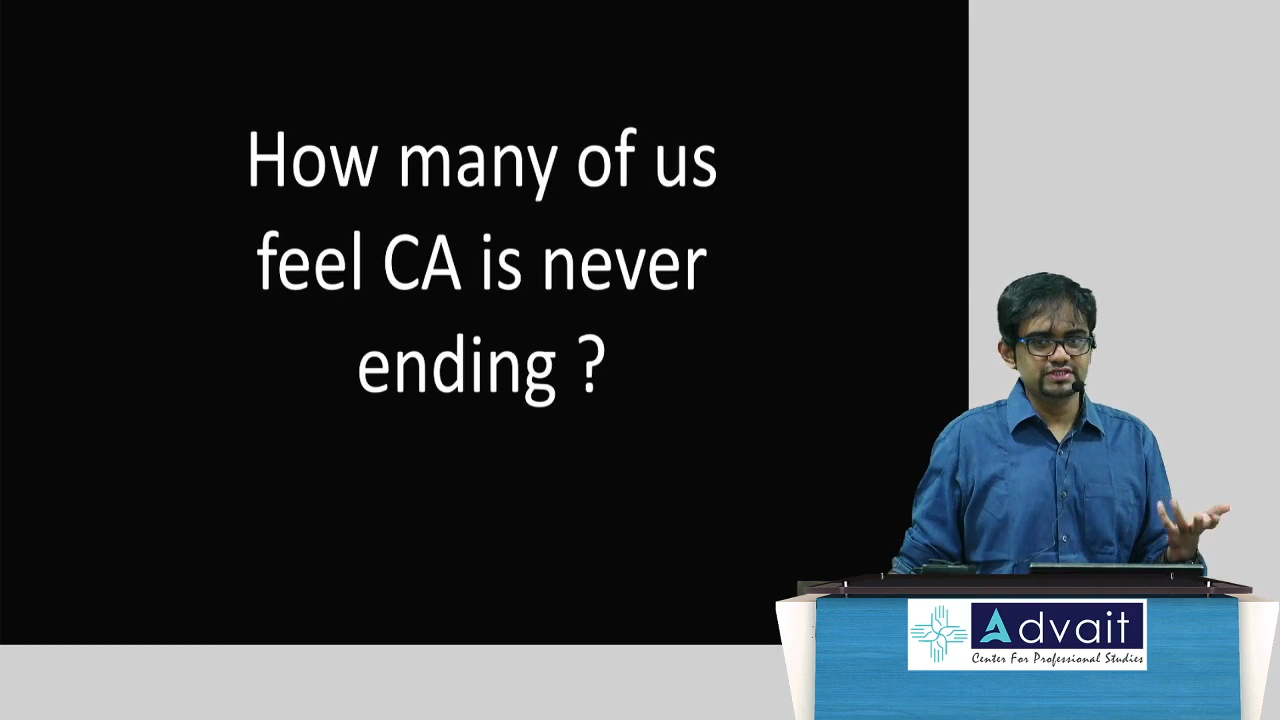 How many of us
feel CA is never
ending ?
Advait
Center For Professional Studies